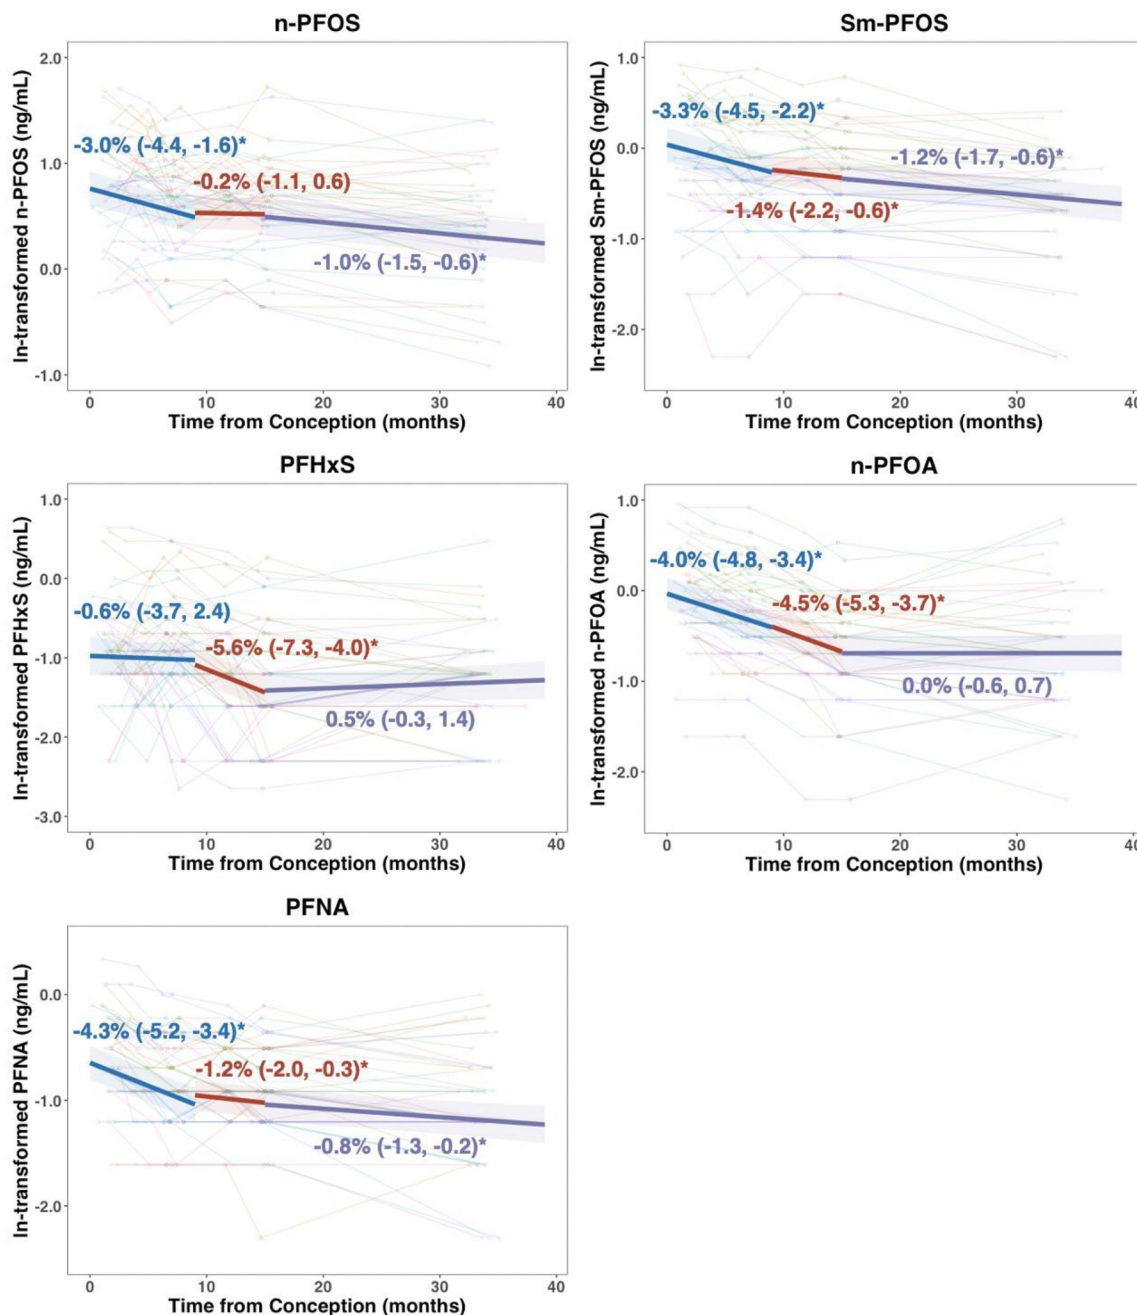 n-PFOS
ln-transformed n-PFOS (ng/mL)
2.0
1.0
0.0
-1.0
-3.0% (-4.4, -1.6)*
-0.2% (-1.1, 0.6)
-1.0% (-1.5, -0.6)*
0 10 20 30 40
Time from Conception (months)
Sm-PFOS
ln-transformed Sm-PFOS (ng/mL)
1.0
0.0
-1.0
-2.0
-3.3% (-4.5, -2.2)*
-1.2% (-1.7, -0.6)*
-1.4% (-2.2, -0.6)*
0 10 20 30 40
Time from Conception (months)
PFHxS
ln-transformed PFHxS (ng/mL)
1.0
0.0
-1.0
-2.0
-3.0
-0.6% (-3.7, 2.4)
-5.6% (-7.3, -4.0)*
0.5% (-0.3, 1.4)
0 10 20 30 40
Time from Conception (months)
n-PFOA
ln-transformed n-PFOA (ng/mL)
1.0
0.0
-1.0
-2.0
-4.0% (-4.8, -3.4)*
-4.5% (-5.3, -3.7)*
0.0% (-0.6, 0.7)
0 10 20 30 40
Time from Conception (months)
PFNA
ln-transformed PFNA (ng/mL)
0.0
-1.0
-2.0
-4.3% (-5.2, -3.4)*
-1.2% (-2.0, -0.3)*
-0.8% (-1.3, -0.2)*
0 10 20 30 40
Time from Conception (months)